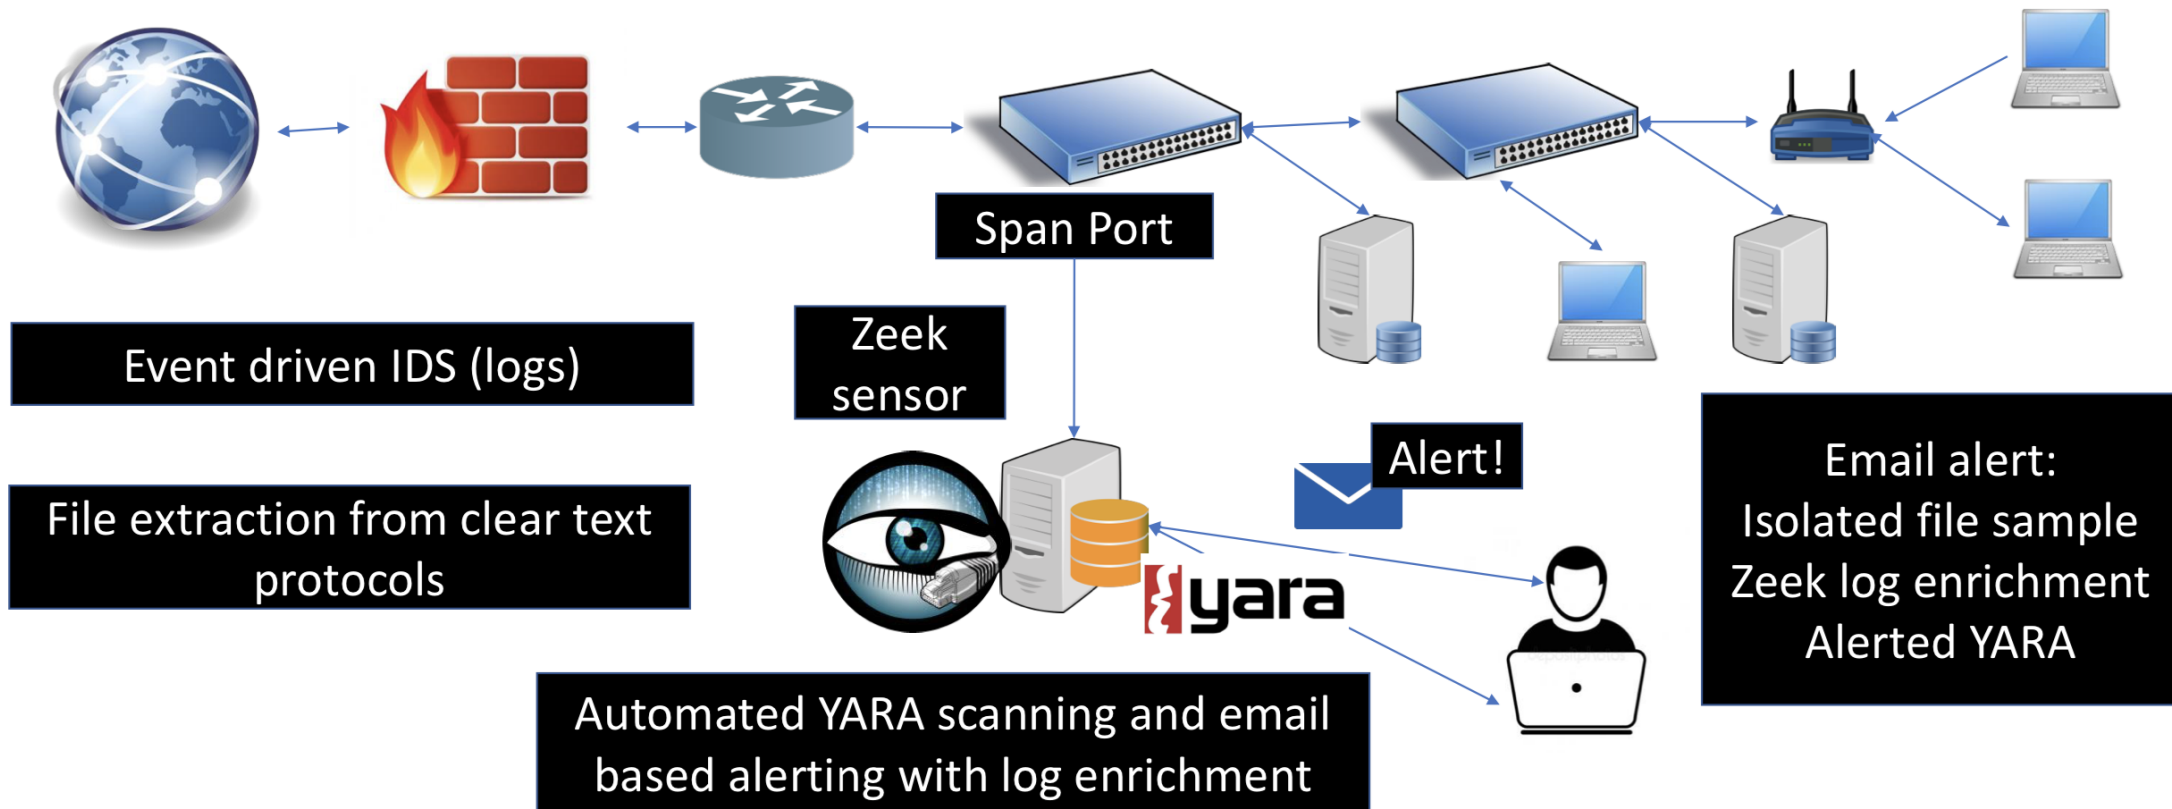 Span Port
Event driven IDS (logs)
Zeek
sensor
File extraction from clear text
protocols
Alert!
yara
Email alert:
Isolated file sample
Zeek log enrichment
Alerted YARA
Automated YARA scanning and email
based alerting with log enrichment